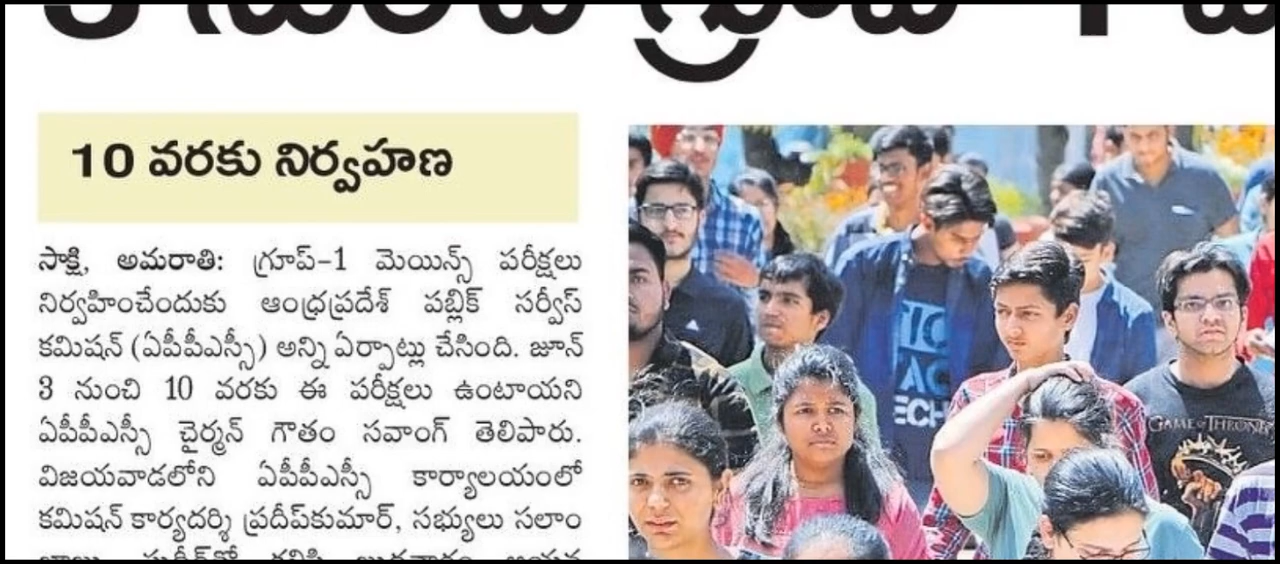 10 వరకు నిర్వహణ
సాక్షి, అమరాతి: గ్రూప్–1 మెయిన్స్ పరీక్షలు
నిర్వహించేందుకు ఆంధ్రప్రదేశ్ పబ్లిక్ సర్వీస్
కమిషన్ (ఏపీపీఎస్సీ) అన్ని ఏర్పాట్లు చేసింది. జూన్
3 నుంచి 10 వరకు ఈ పరీక్షలు ఉంటాయని
ఏపీపీఎస్సీ చైర్మన్ గౌతం సవాంగ్ తెలిపారు.
విజయవాడలోని ఏపీపీఎస్సీ కార్యాలయంలో
కమిషన్ కార్యదర్శి ప్రదీప్‌కుమార్, సభ్యులు సలాం
ECH
GAME OF THRONES